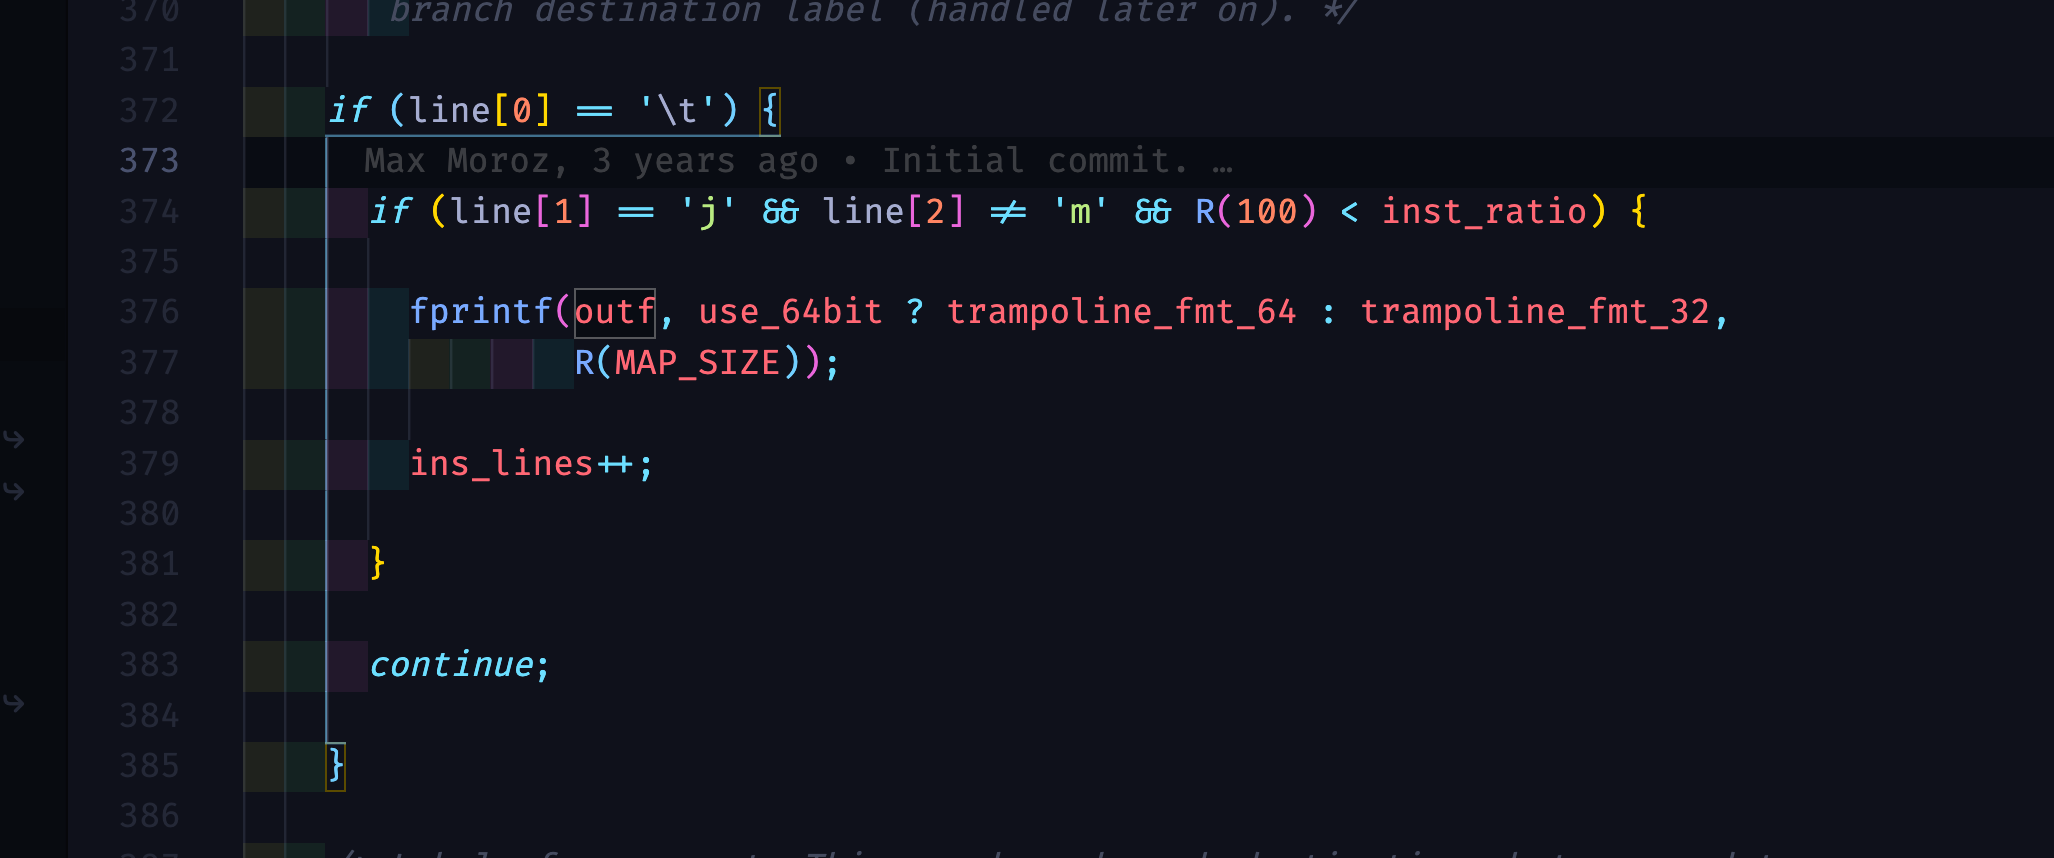 370 branch destination label (handled later on). */
371
372 if (line[0] == '\t') {
373 Max Moroz, 3 years ago • Initial commit. …
374 if (line[1] == 'j' && line[2] != 'm' && R(100) < inst_ratio) {
375
376 fprintf(outf, use_64bit ? trampoline_fmt_64 : trampoline_fmt_32,
377 R(MAP_SIZE));
378
379 ins_lines++;
380
381 }
382
383 continue;
384
385 }
386